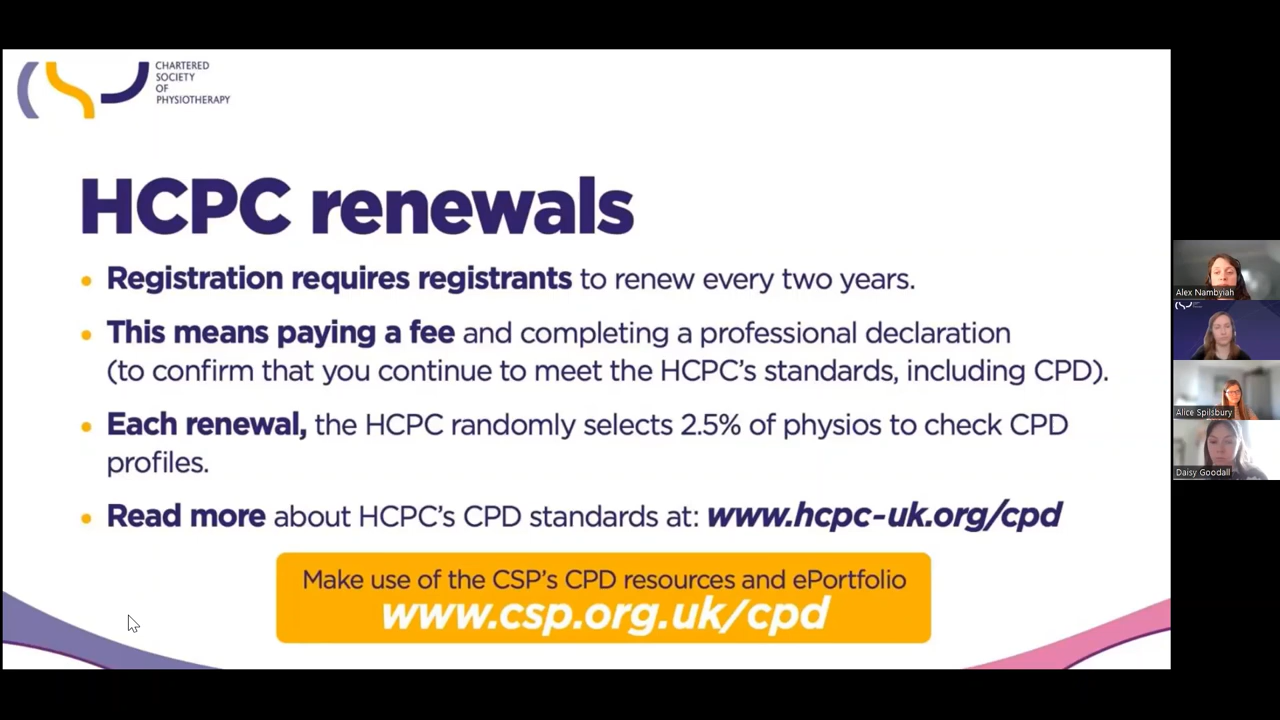 CHARTERED
SOCIETY
OF
PHYSIOTHERAPY
HCPC renewals
• Registration requires registrants to renew every two years.
• This means paying a fee and completing a professional declaration
(to confirm that you continue to meet the HCPC's standards, including CPD).
• Each renewal, the HCPC randomly selects 2.5% of physios to check CPD
profiles.
• Read more about HCPC's CPD standards at: www.hcpc-uk.org/cpd
Make use of the CSP's CPD resources and ePortfolio
www.csp.org.uk/cpd
Alex Nambyiah
Alice Spilsbury
Daisy Goodall